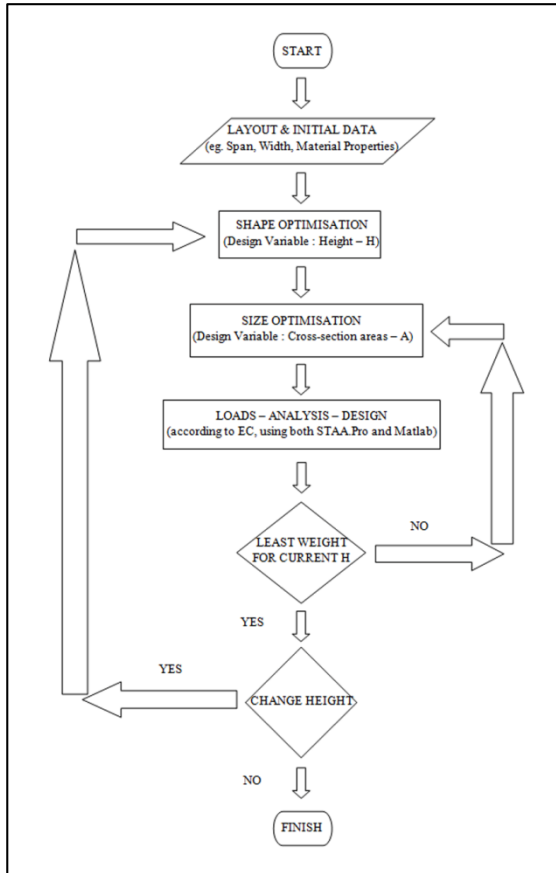 START
LAYOUT & INITIAL DATA
(eg. Span, Width, Material Properties)
SHAPE OPTIMISATION
(Design Variable : Height – H)
SIZE OPTIMISATION
(Design Variable : Cross-section areas – A)
LOADS – ANALYSIS – DESIGN
(according to EC, using both STAA.Pro and Matlab)
LEAST WEIGHT
FOR CURRENT H
NO
YES
YES
CHANGE HEIGHT
NO
FINISH